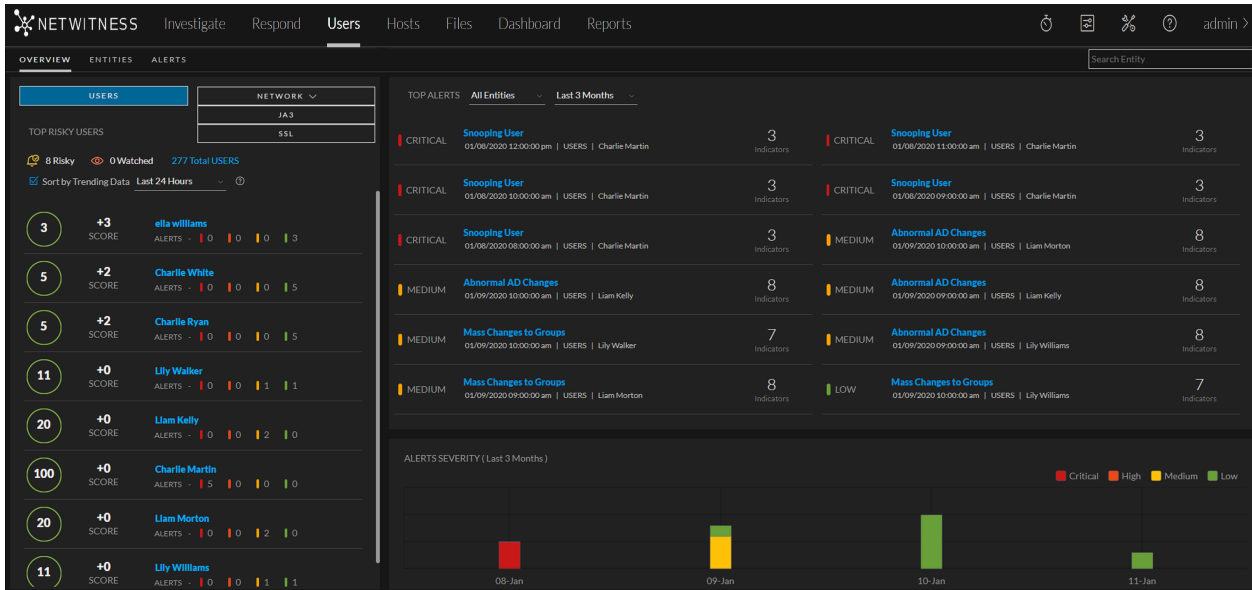 NETWITNESS Investigate Respond Users Hosts Files Dashboard Reports admin >
OVERVIEW ENTITIES ALERTS Search Entity
USERS NETWORK
JA3
SSL
TOP RISKY USERS
8 Risky 0 Watched 277 Total USERS
Sort by Trending Data Last 24 Hours
3 +3 SCORE ella williams
ALERTS - 0 0 0 3
5 +2 SCORE Charlie White
ALERTS - 0 0 0 5
5 +2 SCORE Charlie Ryan
ALERTS - 0 0 0 5
11 +0 SCORE Lily Walker
ALERTS - 0 0 1 1
20 +0 SCORE Liam Kelly
ALERTS - 0 0 2 0
100 +0 SCORE Charlie Martin
ALERTS - 5 0 0 0
20 +0 SCORE Liam Morton
ALERTS - 0 0 2 0
11 +0 SCORE Lily Williams
ALERTS - 0 0 1 1
TOP ALERTS All Entities Last 3 Months
CRITICAL Snooping User 3 Indicators
01/08/2020 12:00:00 pm | USERS | Charlie Martin
CRITICAL Snooping User 3 Indicators
01/08/2020 11:00:00 am | USERS | Charlie Martin
CRITICAL Snooping User 3 Indicators
01/08/2020 10:00:00 am | USERS | Charlie Martin
CRITICAL Snooping User 3 Indicators
01/08/2020 09:00:00 am | USERS | Charlie Martin
CRITICAL Snooping User 3 Indicators
01/08/2020 08:00:00 am | USERS | Charlie Martin
MEDIUM Abnormal AD Changes 8 Indicators
01/09/2020 10:00:00 am | USERS | Liam Morton
MEDIUM Abnormal AD Changes 8 Indicators
01/09/2020 10:00:00 am | USERS | Liam Kelly
MEDIUM Abnormal AD Changes 8 Indicators
01/09/2020 09:00:00 am | USERS | Liam Kelly
MEDIUM Mass Changes to Groups 7 Indicators
01/09/2020 10:00:00 am | USERS | Lily Walker
MEDIUM Abnormal AD Changes 8 Indicators
01/09/2020 09:00:00 am | USERS | Lily Williams
MEDIUM Mass Changes to Groups 8 Indicators
01/09/2020 09:00:00 am | USERS | Liam Morton
LOW Mass Changes to Groups 7 Indicators
01/09/2020 10:00:00 am | USERS | Lily Williams
ALERTS SEVERITY ( Last 3 Months )
Critical High Medium Low
08-Jan 09-Jan 10-Jan 11-Jan